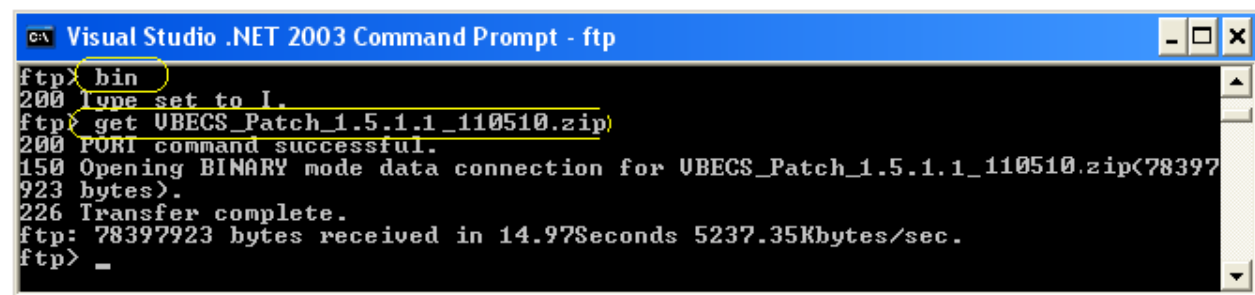 Visual Studio .NET 2003 Command Prompt - ftp
ftp> bin
200 Type set to I.
ftp> get VBECS_Patch_1.5.1.1_110510.zip
200 PORT command successful.
150 Opening BINARY mode data connection for VBECS_Patch_1.5.1.1_110510.zip(78397
923 bytes).
226 Transfer complete.
ftp: 78397923 bytes received in 14.97Seconds 5237.35Kbytes/sec.
ftp> _